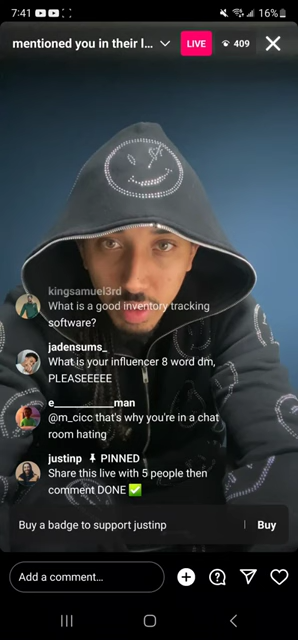 7:41 16%
mentioned you in their l... LIVE 409
kingsamuel3rd
What is a good inventory tracking
software?
jadensums_
What is your influencer 8 word dm,
PLEASEEEEE
e__________man
@m_cicc that's why you're in a chat
room hating
justinp PINNED
Share this live with 5 people then
comment DONE ✅
Buy a badge to support justinp Buy
Add a comment...